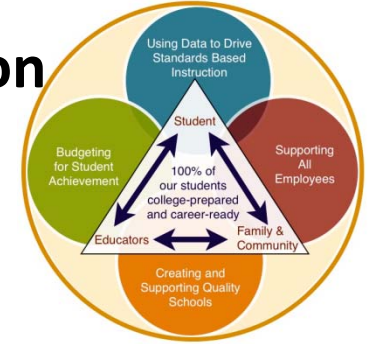 on
Using Data to Drive
Standards Based
Instruction
Student
Budgeting
for Student
Achievement
100% of
our students
college-prepared
and career-ready
Supporting
All
Employees
Educators
Family &
Community
Creating and
Supporting Quality
Schools